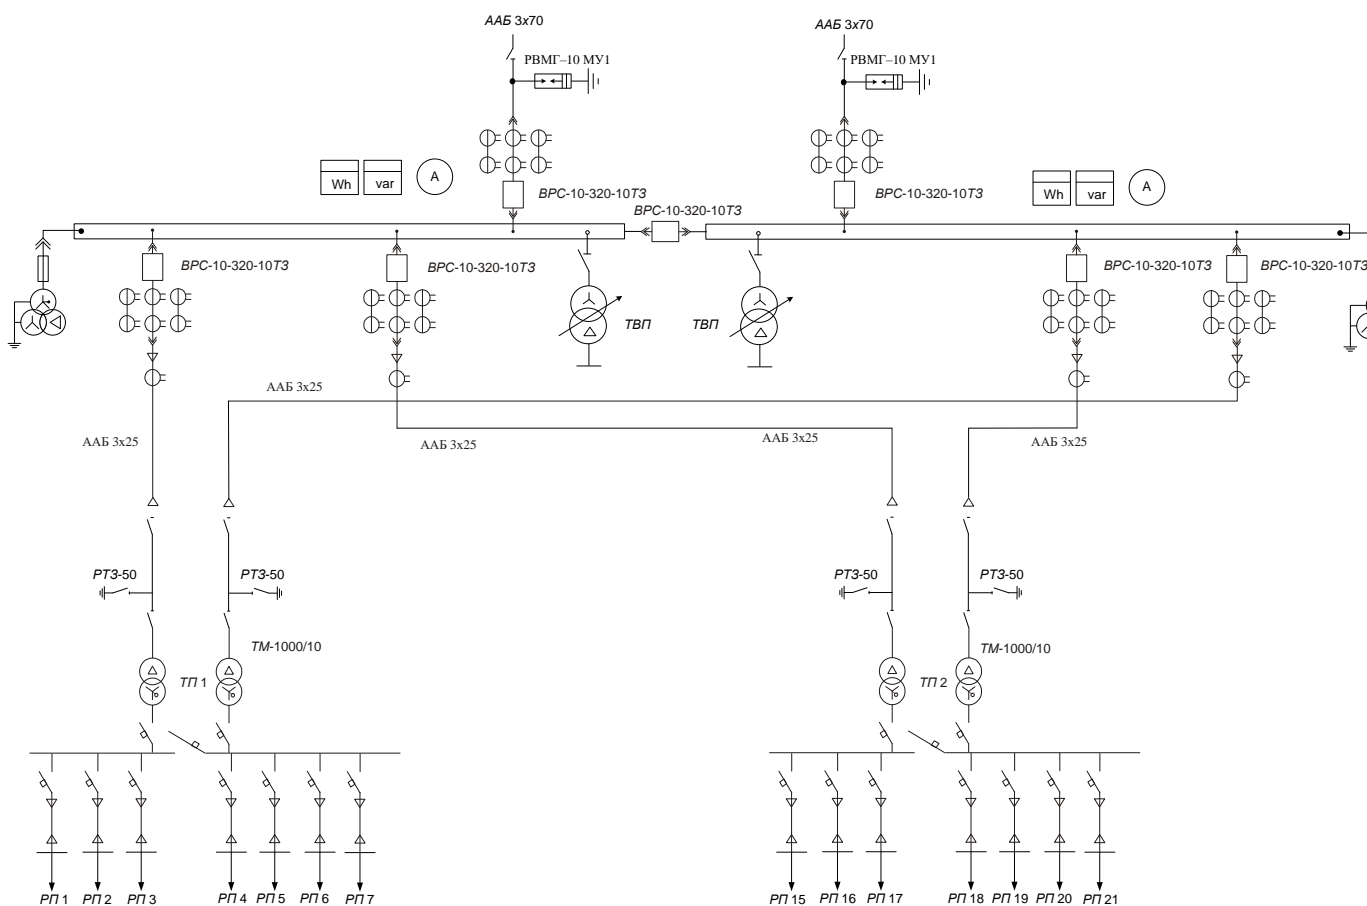 ААБ 3х70
ААБ 3х70
РВМГ–10 МУ1
РВМГ–10 МУ1
Wh
var
A
ВРС-10-320-10ТЗ
ВРС-10-320-10ТЗ
ВРС-10-320-10ТЗ
Wh
var
A
ВРС-10-320-10ТЗ
ВРС-10-320-10ТЗ
ВРС-10-320-10ТЗ
ВРС-10-320-10ТЗ
ТВП
ТВП
ААБ 3х25
ААБ 3х25
ААБ 3х25
ААБ 3х25
ААБ 3х25
РТЗ-50
РТЗ-50
РТЗ-50
РТЗ-50
ТМ-1000/10
ТМ-1000/10
ТП 1
ТП 2
РП 1
РП 2
РП 3
РП 4
РП 5
РП 6
РП 7
РП 15
РП 16
РП 17
РП 18
РП 19
РП 20
РП 21